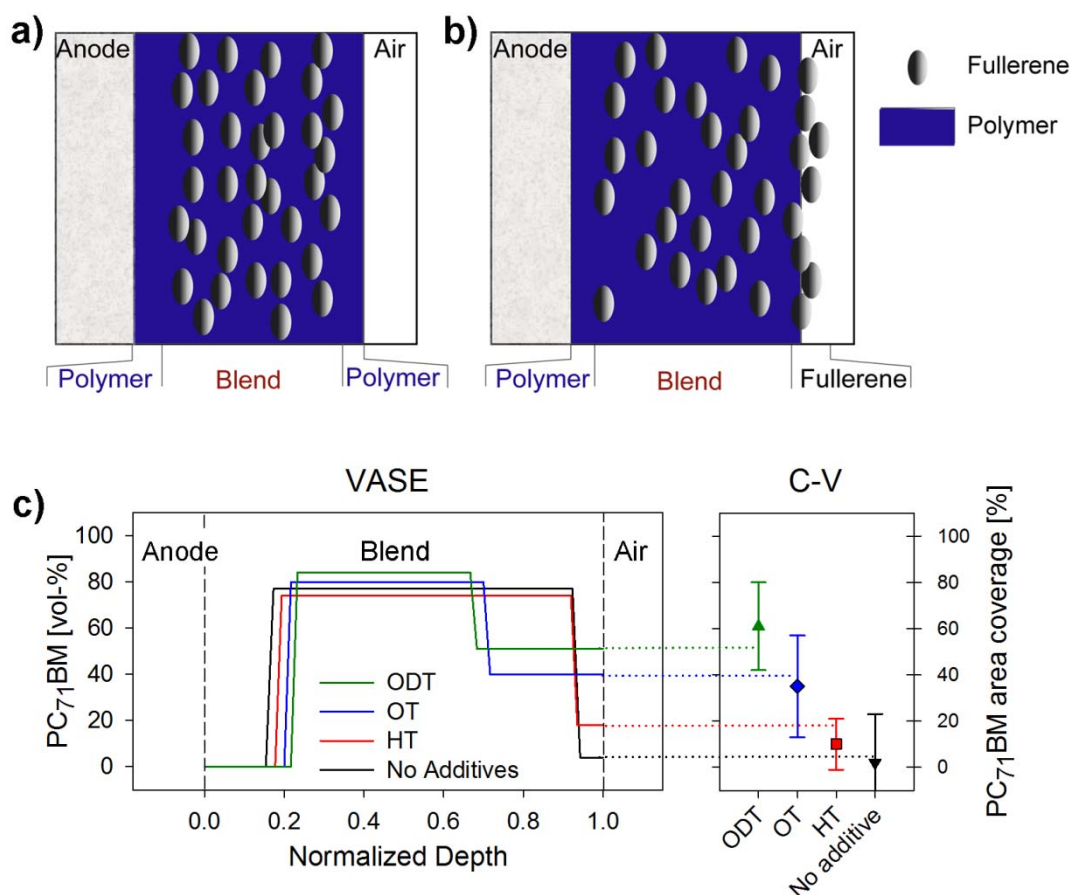 a)
Anode
Air
Polymer
Blend
Polymer
b)
Anode
Air
Polymer
Blend
Fullerene
Fullerene
Polymer
c)
VASE
C-V
PC71BM [vol-%]
100
80
60
40
20
0
Anode
Blend
Air
ODT
OT
HT
No Additives
0.0 0.2 0.4 0.6 0.8 1.0
Normalized Depth
100
80
60
40
20
0
PC71BM area coverage [%]
ODT
OT
HT
No additive